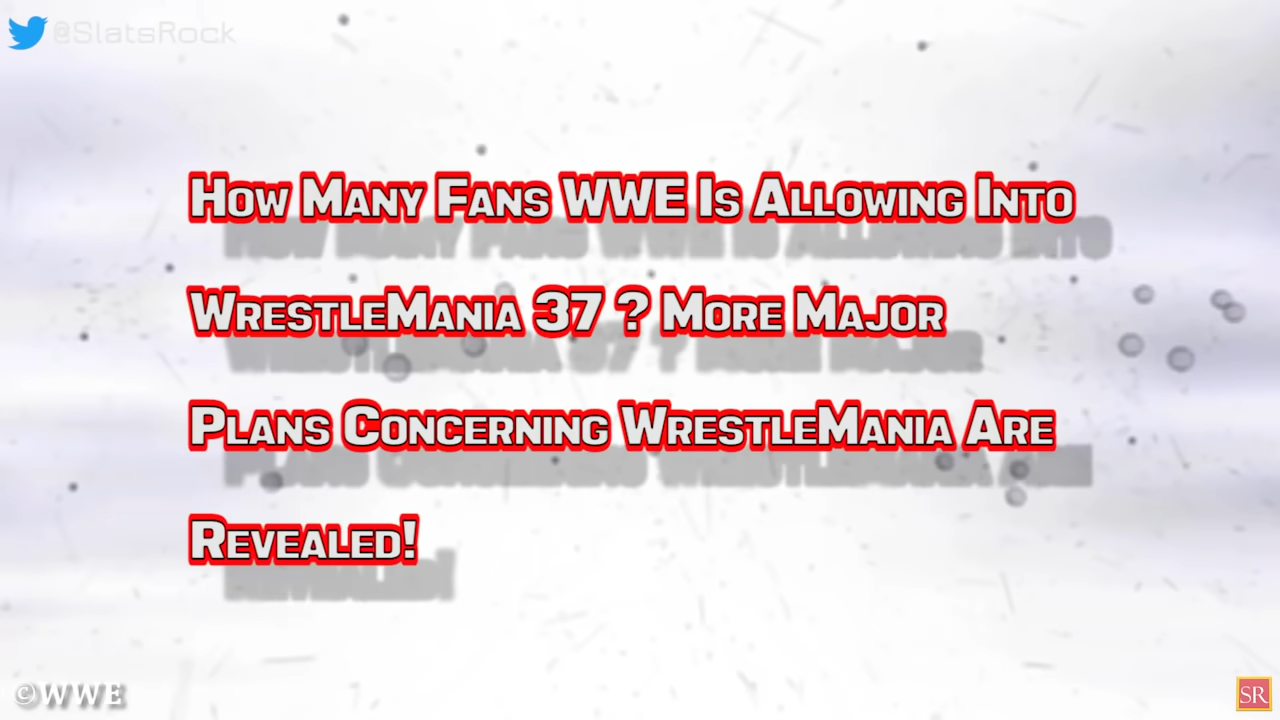 @SlatsRock
How Many Fans WWE Is Allowing Into
WrestleMania 37 ? More Major
Plans Concerning WrestleMania Are
Revealed!
©WWE
SR